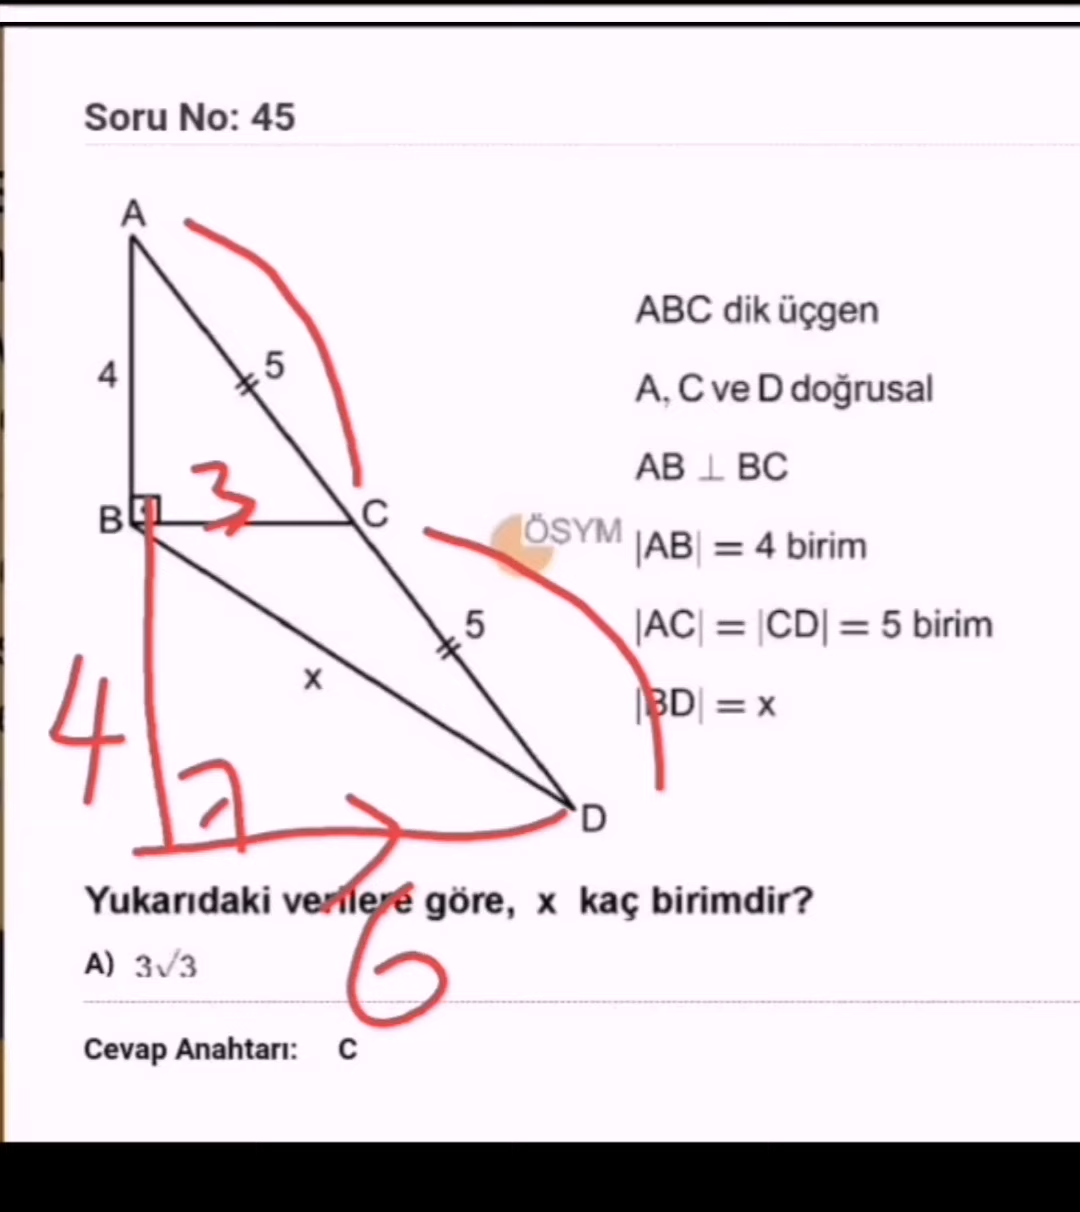 Soru No: 45
A
4
5
3
B
C
ÖSYM
5
x
4
D
6
ABC dik üçgen
A, C ve D doğrusal
AB ⊥ BC
|AB| = 4 birim
|AC| = |CD| = 5 birim
|BD| = x
Yukarıdaki verilere göre, x kaç birimdir?
A) 3√3
Cevap Anahtarı: C